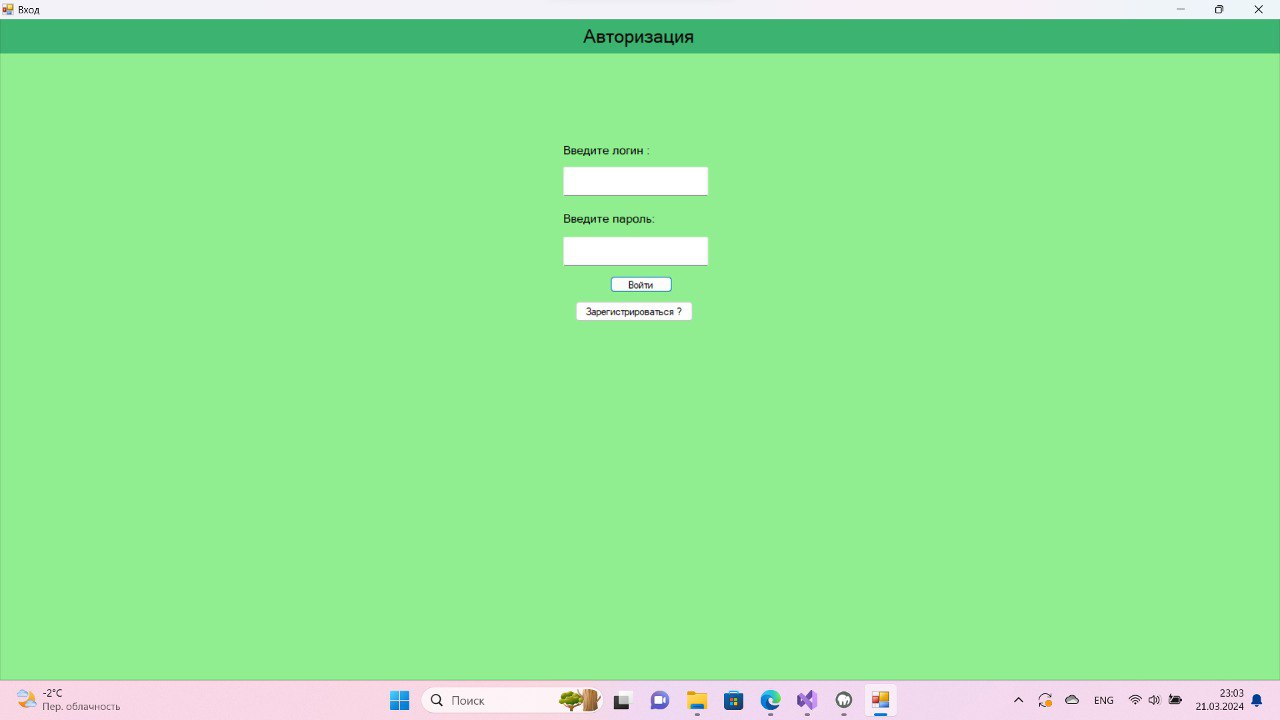 Вход
Авторизация
Введите логин :
Введите пароль:
Войти
Зарегистрироваться ?
-2°C
Пер. облачность
Поиск
ENG
23:03
21.03.2024